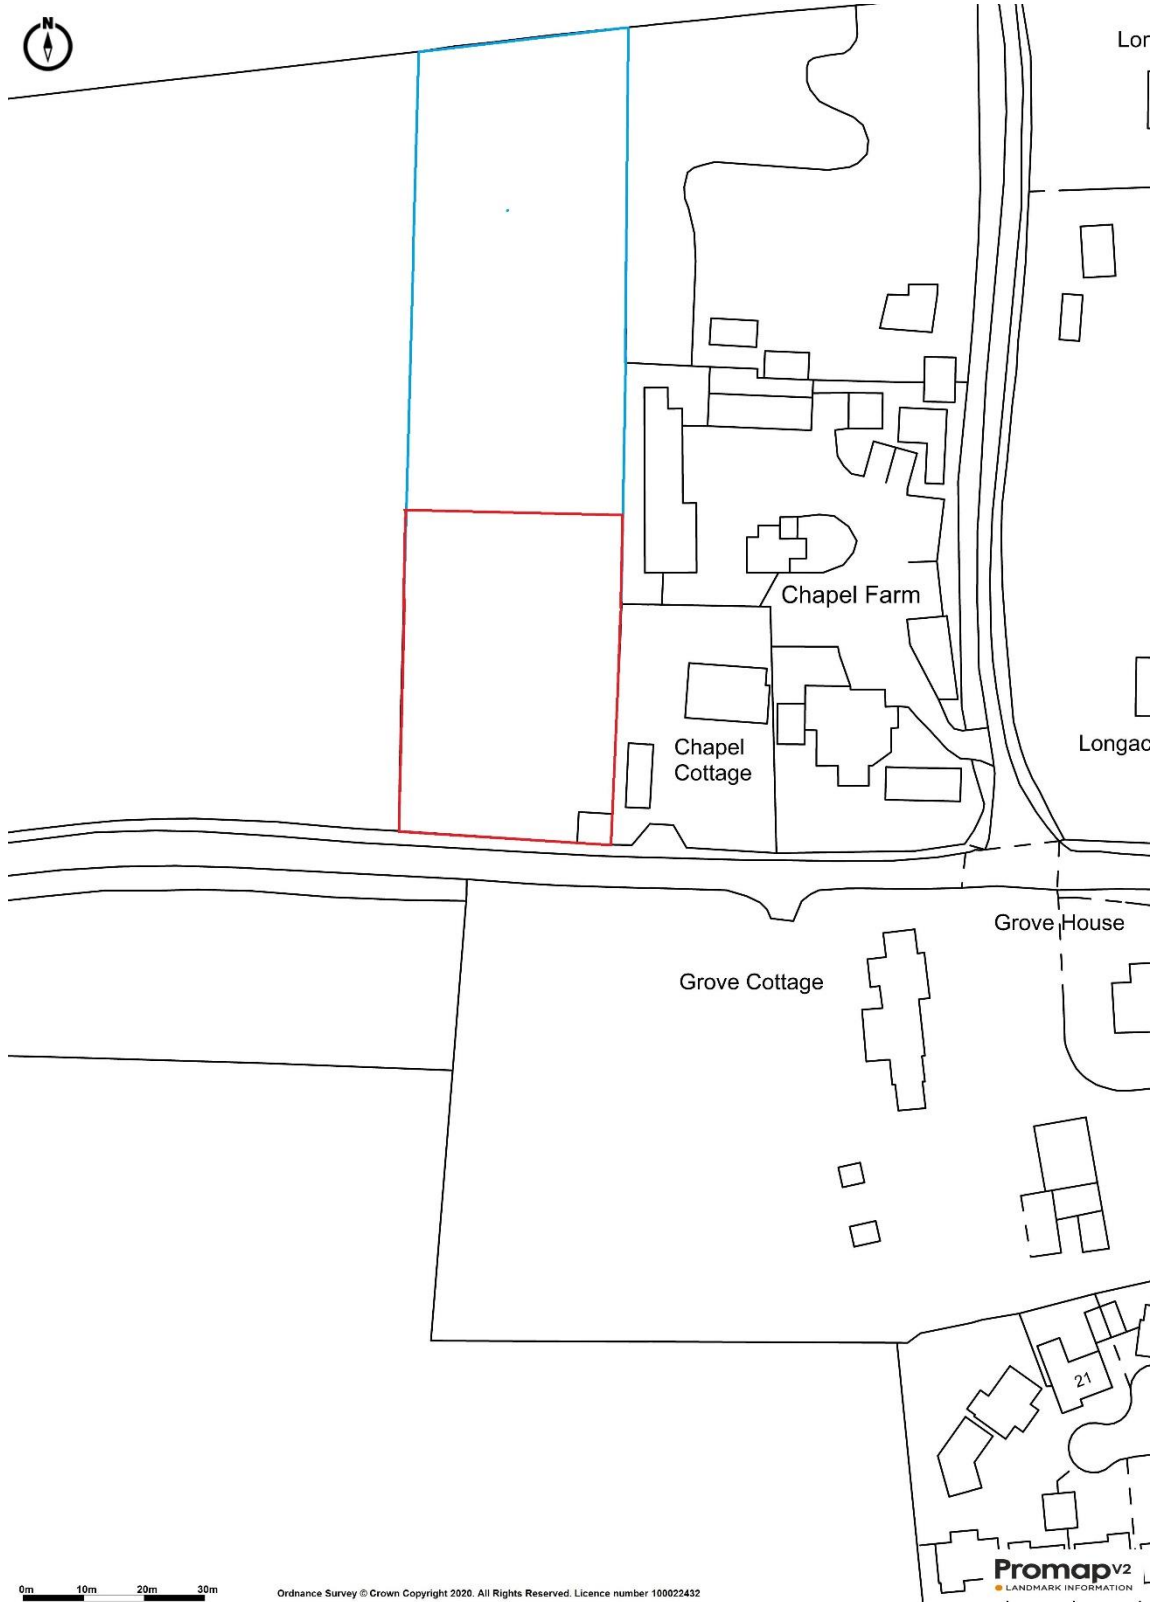 N
Lor
Chapel Farm
Chapel
Cottage
Longac
Grove House
Grove Cottage
21
0m 10m 20m 30m
Ordnance Survey © Crown Copyright 2020. All Rights Reserved. Licence number 100022432
Promap V2
LANDMARK INFORMATION